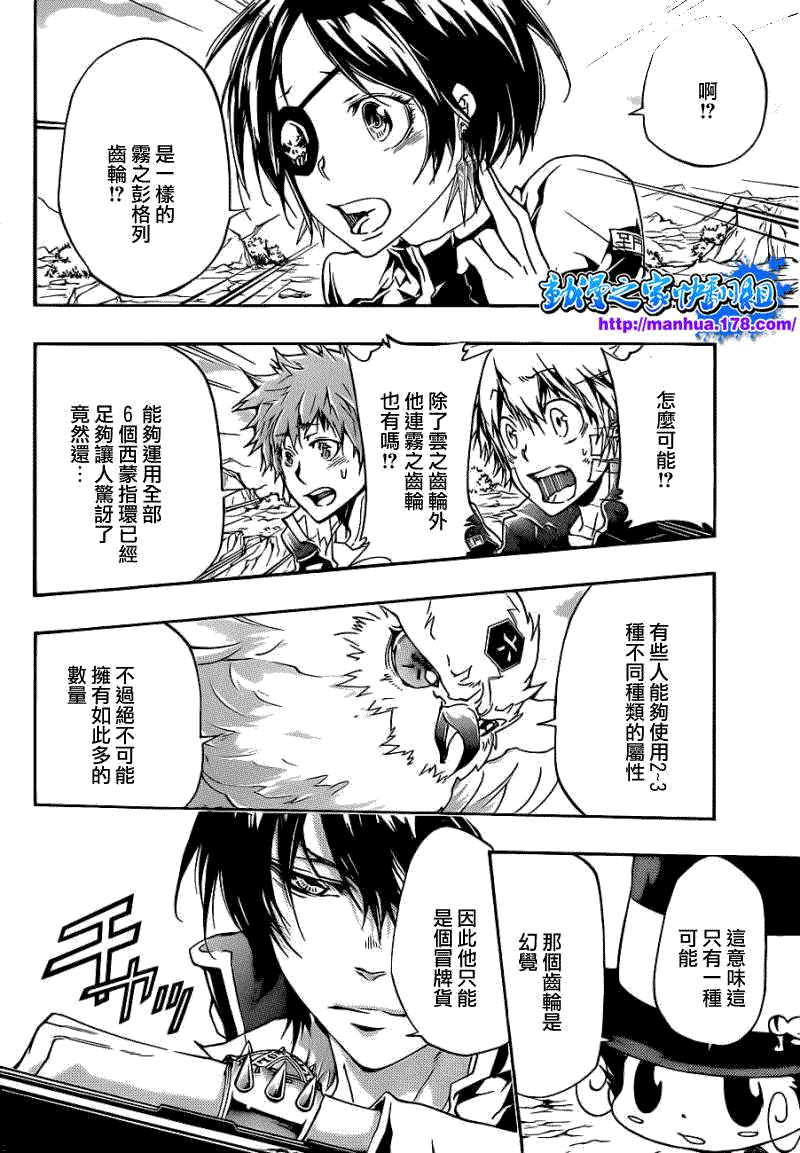 啊
!?
是一樣的
霧之彭格列
齒輪!?
動漫之家快翻組
http://manhua.178.com/
怎麼可能!?
除了雲之齒輪外
他連霧之齒輪
也有嗎!?
能夠運用全部
6個西蒙指環已經
足夠讓人驚訝了
竟然還…
有些人能夠使用2~3
種不同種類的屬性
不過絕不可能
擁有如此多的
數量
這意味這
只有一種
可能
那個齒輪是
幻覺
因此他只能
是個冒牌貨
チャッ